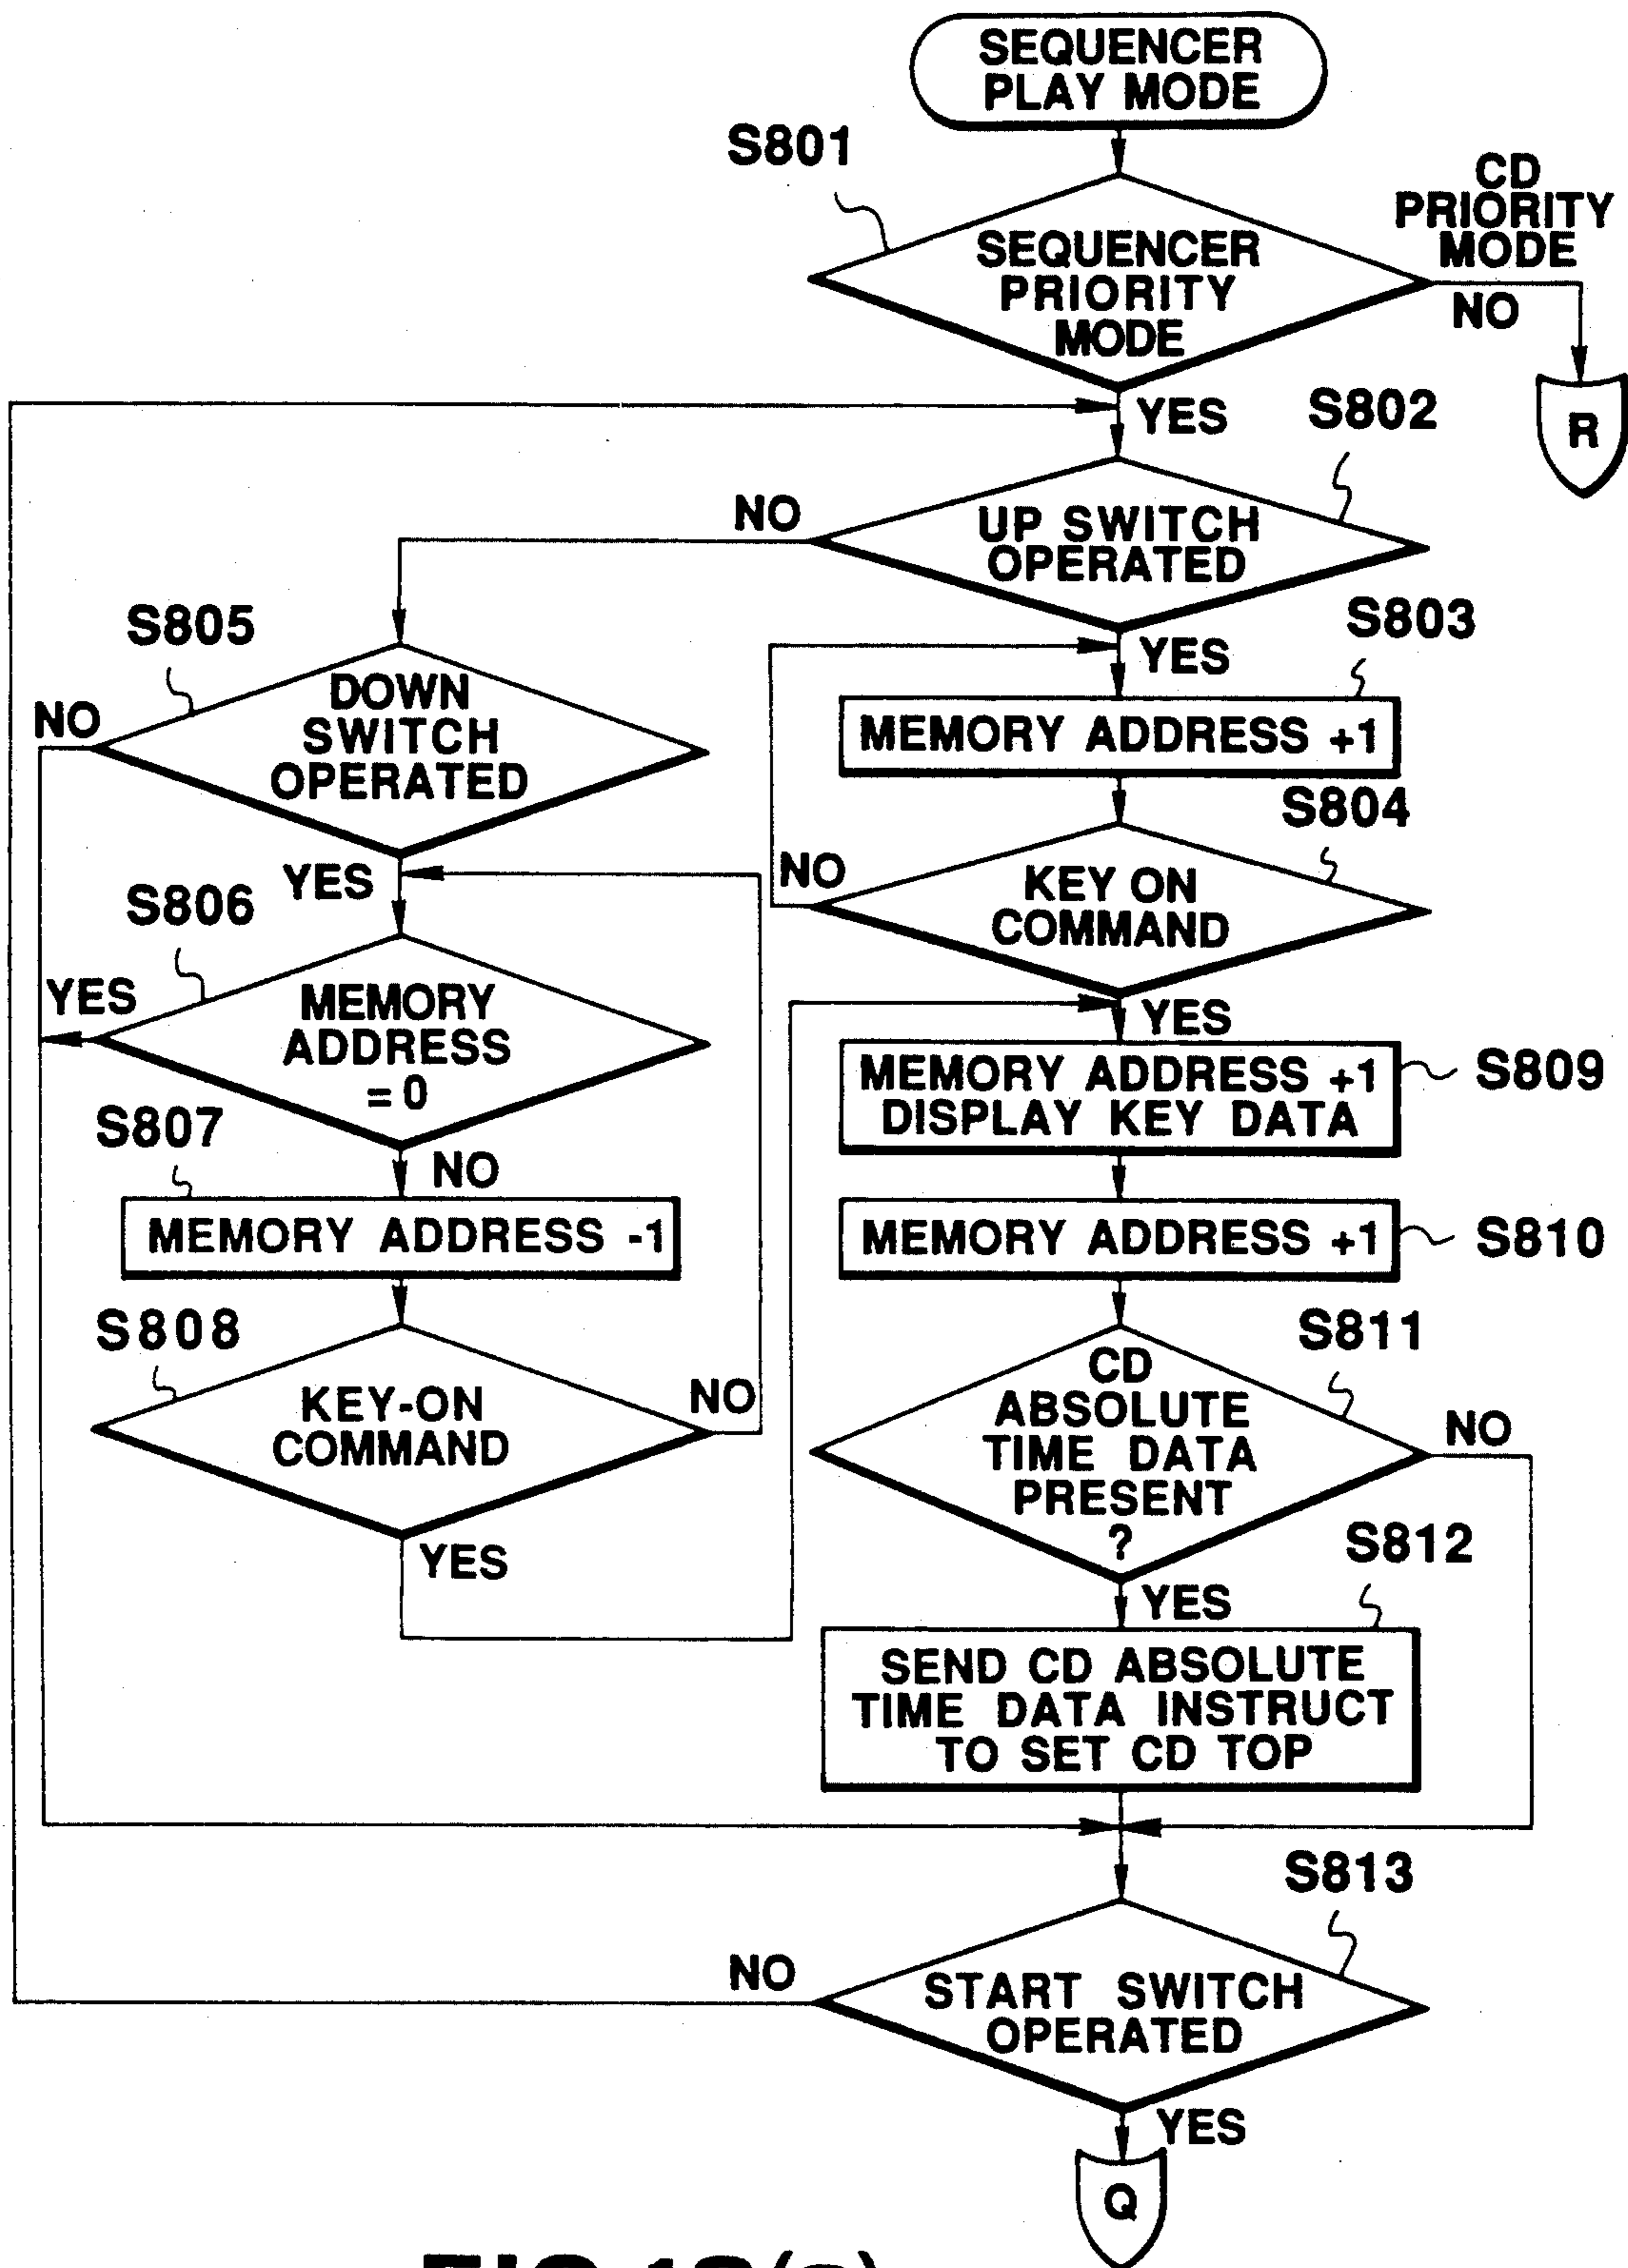 SEQUENCER
PLAY MODE
S801
CD
PRIORITY
MODE
SEQUENCER
PRIORITY
MODE
NO
R
YES
S802
NO
UP SWITCH
OPERATED
S805
S803
YES
DOWN
SWITCH
OPERATED
NO
MEMORY ADDRESS +1
S804
YES
NO
KEY ON
COMMAND
S806
YES
MEMORY
ADDRESS
= 0
YES
MEMORY ADDRESS +1
DISPLAY KEY DATA
S809
S807
NO
MEMORY ADDRESS -1
MEMORY ADDRESS +1
S810
S808
S811
KEY-ON
COMMAND
NO
CD
ABSOLUTE
TIME DATA
PRESENT
?
NO
YES
S812
YES
SEND CD ABSOLUTE
TIME DATA INSTRUCT
TO SET CD TOP
S813
NO
START SWITCH
OPERATED
YES
Q